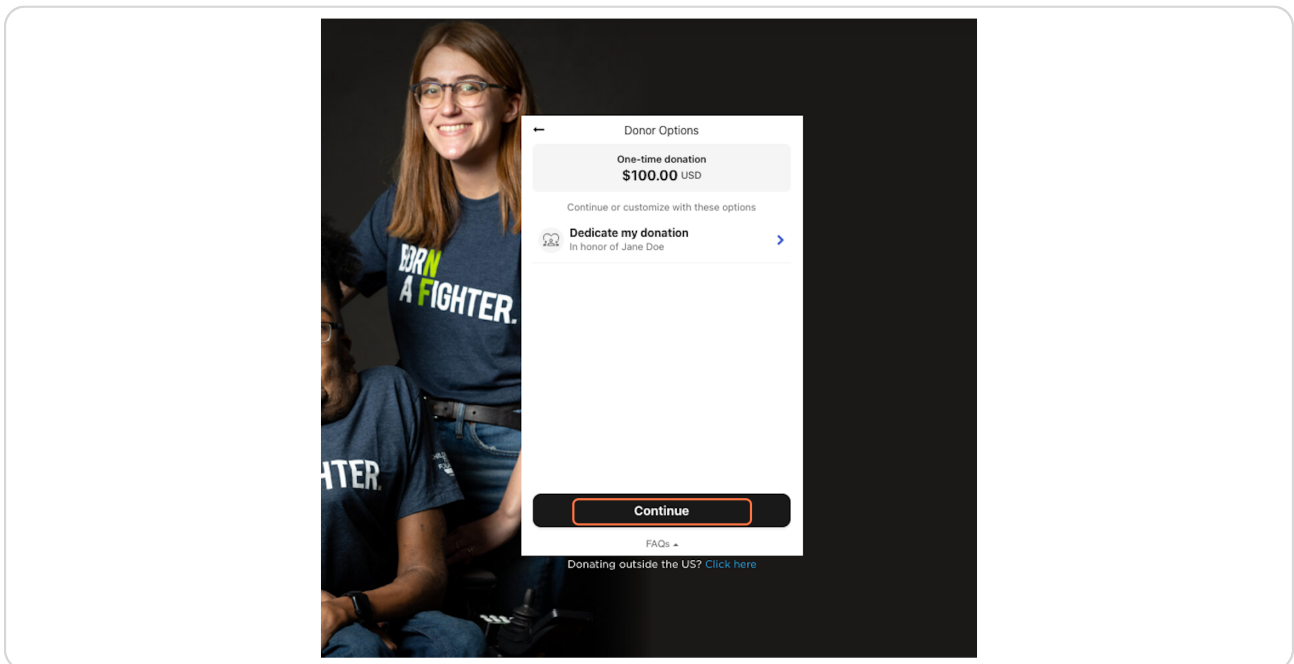 Donor Options
One-time donation
$100.00 USD
Continue or customize with these options
Dedicate my donation
In honor of Jane Doe
Continue
FAQs
Donating outside the US? Click here
BORN
A FIGHTER.
HTER.